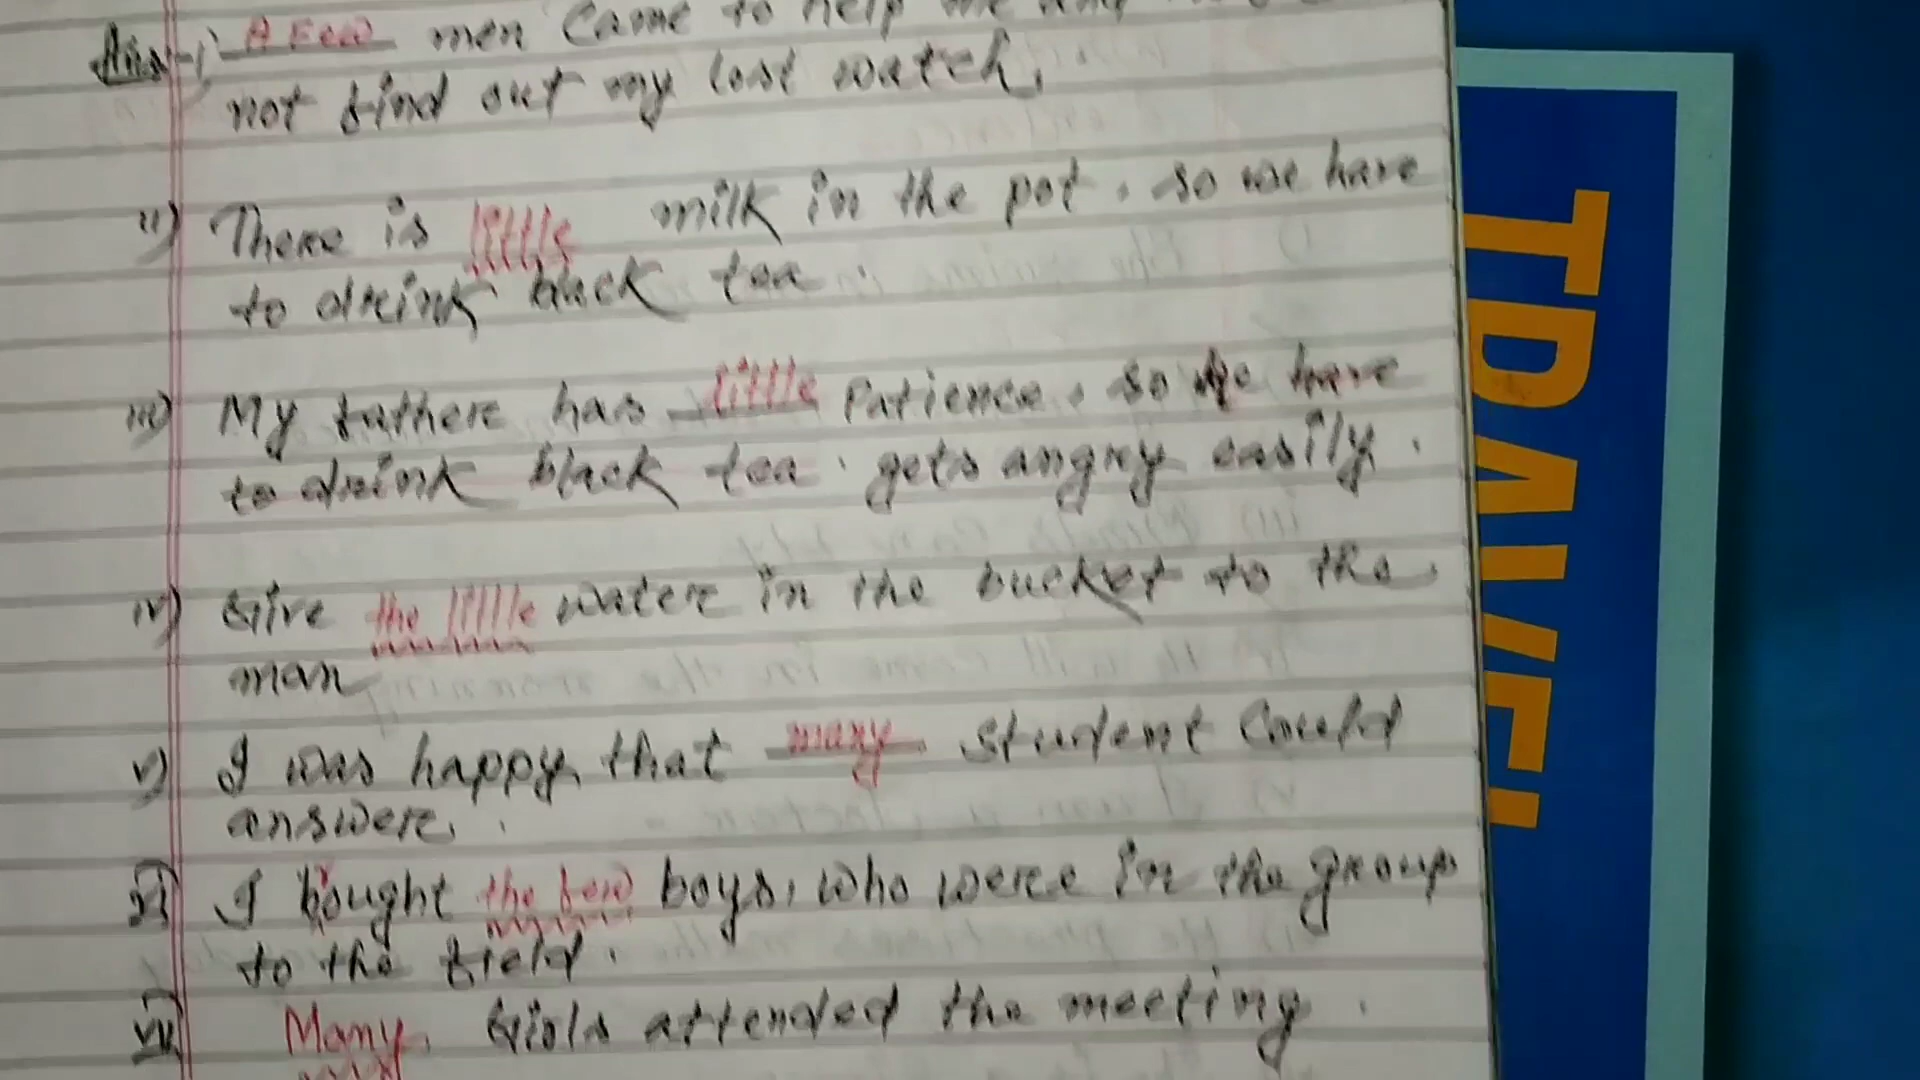 Ans-i) A Few men came to help me and
not find out my lost watch.
ii) There is little milk in the pot. so we have
to drink black tea.
iii) My father has little patience. so he have
to drink black tea. gets angry easily.
iv) Give the little water in the bucket to the
man
v) I was happy that many student could
answer.
vi) I bought the few boys, who were in the group
to the field.
vii) Many Girls attended the meeting.
TRAVEL